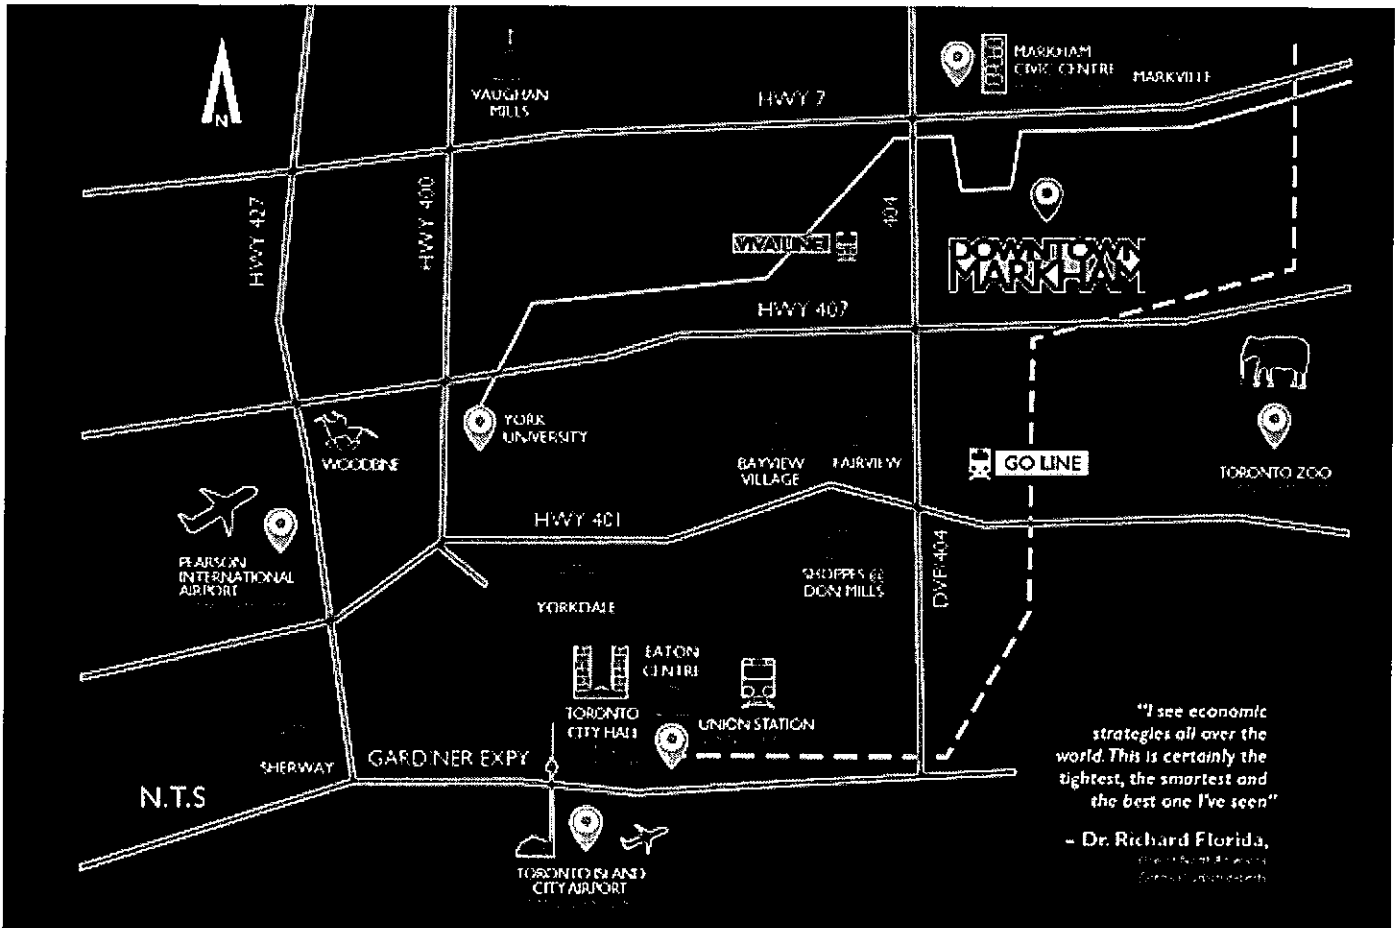 N
VAUGHAN
MILLS
HWY 7
MARKHAM
CIVIC CENTRE
MARKVILLE
HWY 427
HWY 400
404
VIVA LINE
DOWNTOWN
MARKHAM
HWY 407
YORK
UNIVERSITY
WOODBINE
BAYVIEW
VILLAGE
FAIRVIEW
GO LINE
TORONTO ZOO
HWY 401
PEARSON
INTERNATIONAL
AIRPORT
YORKDALE
SHOPPES @
DON MILLS
DVP/404
EATON
CENTRE
TORONTO
CITY HALL
UNION STATION
SHERWAY
GARDINER EXPY
N.T.S
TORONTO ISLAND
CITY AIRPORT
"I see economic
strategies all over the
world. This is certainly the
tightest, the smartest and
the best one I've seen"
– Dr. Richard Florida,